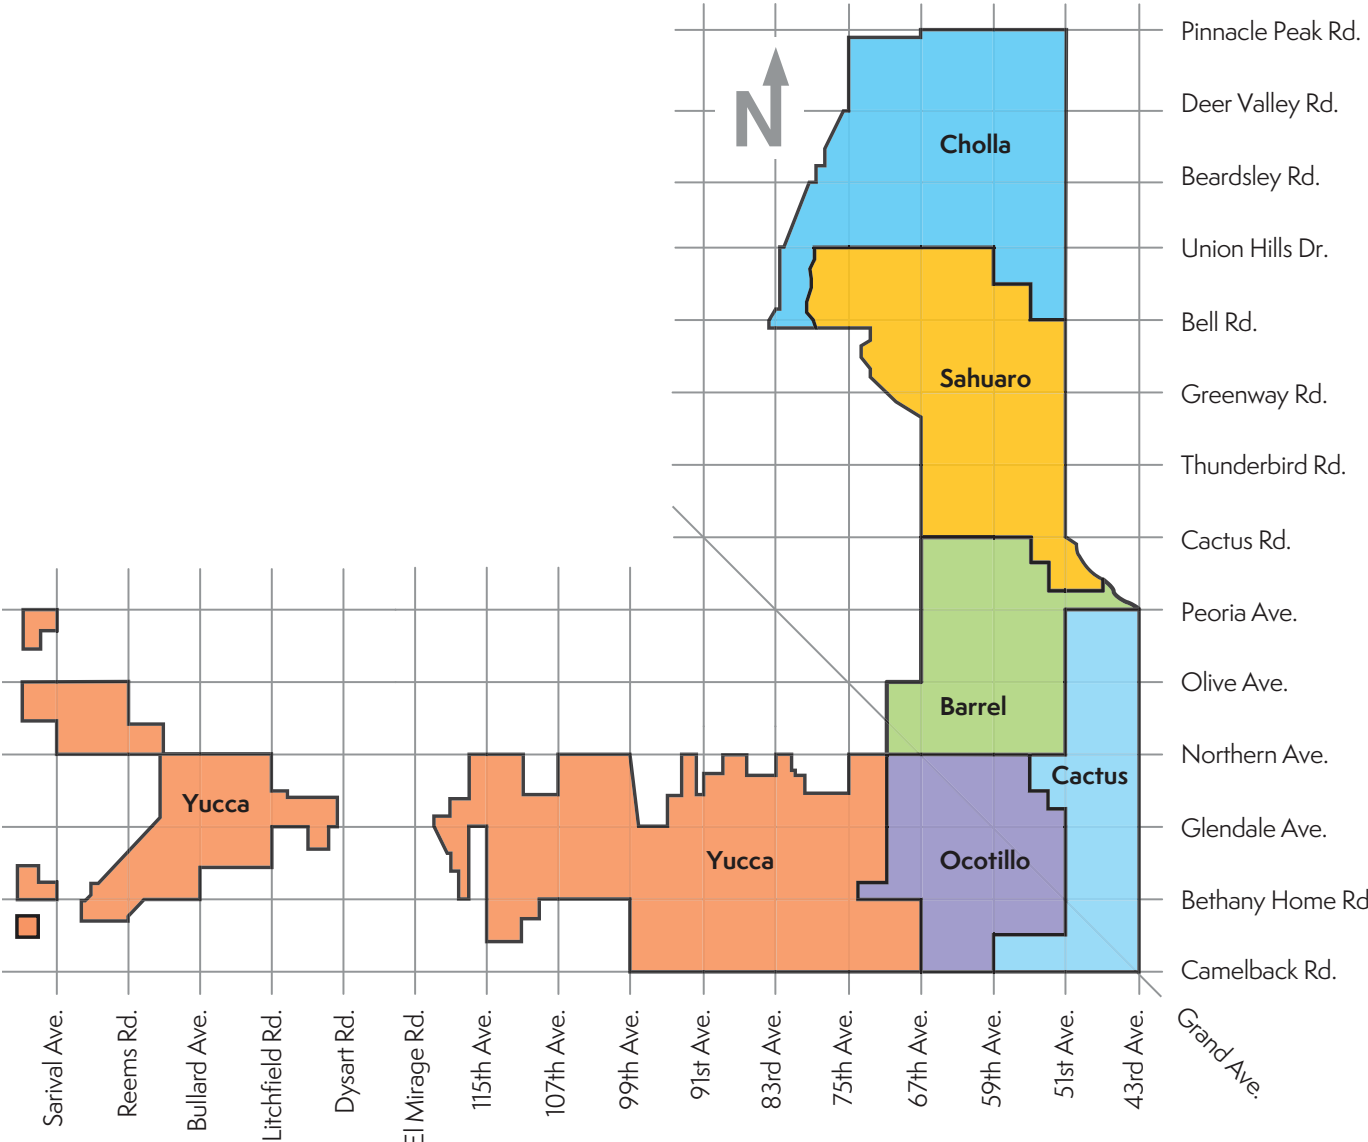 Pinnacle Peak Rd.
N
Deer Valley Rd.
Cholla
Beardsley Rd.
Union Hills Dr.
Bell Rd.
Sahuaro
Greenway Rd.
Thunderbird Rd.
Cactus Rd.
Peoria Ave.
Olive Ave.
Barrel
Northern Ave.
Cactus
Yucca
Glendale Ave.
Yucca
Ocotillo
Bethany Home Rd
Camelback Rd.
Sarival Ave.
Reems Rd.
Bullard Ave.
Litchfield Rd.
Dysart Rd.
El Mirage Rd.
115th Ave.
107th Ave.
99th Ave.
91st Ave.
83rd Ave.
75th Ave.
67th Ave.
59th Ave.
51st Ave.
43rd Ave.
Grand Ave.